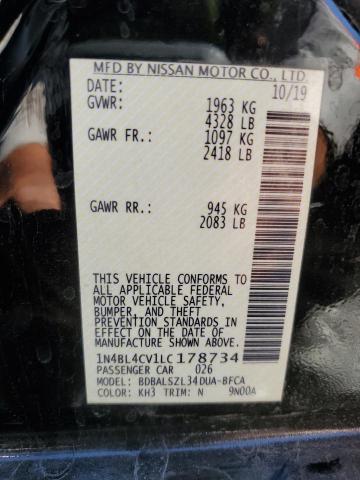 MFD BY NISSAN MOTOR CO., LTD.
DATE: 10/19
GVWR: 1963 KG
4328 LB
GAWR FR.: 1097 KG
2418 LB
GAWR RR.: 945 KG
2083 LB
THIS VEHICLE CONFORMS TO
ALL APPLICABLE FEDERAL
MOTOR VEHICLE SAFETY,
BUMPER, AND THEFT
PREVENTION STANDARDS
IN EFFECT ON THE DATE OF
MANUFACTURE SHOWN ABOVE.
1N4BL4CV1LC178734
PASSENGER CAR 026
MODEL: BDBALSZL34DUA-BFCA
COLOR: KH3 TRIM: N 9N00A